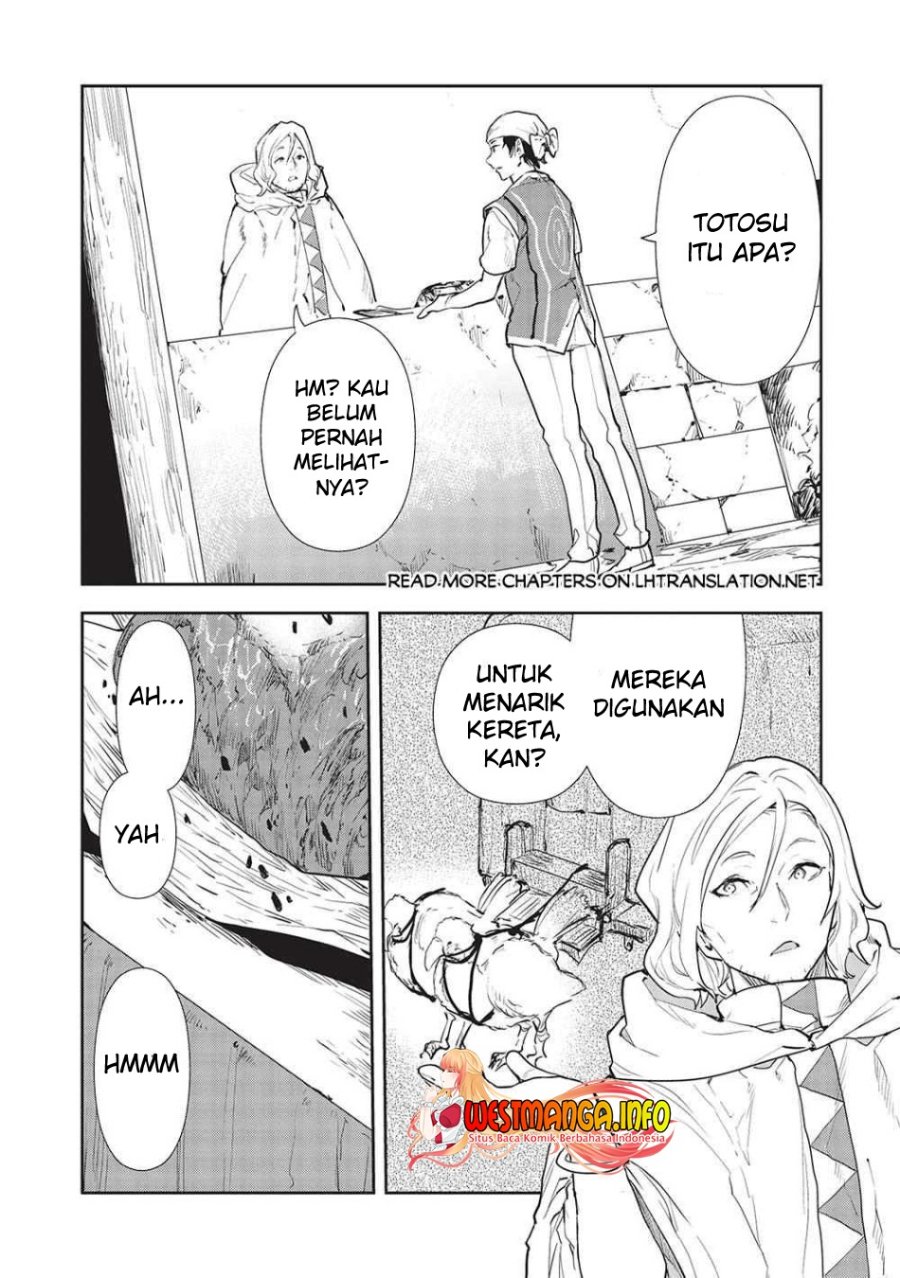 TOTOSU
ITU APA?
HM? KAU
BELUM
PERNAH
MELIHAT-
NYA?
READ MORE CHAPTERS ON LHTRANSLATION.NET
MEREKA
DIGUNAKAN
UNTUK
MENARIK
KERETA,
KAN?
AH...
YAH
HMMM
WESTMANGA.INFO
Situs Baca Komik Berbahasa Indonesia